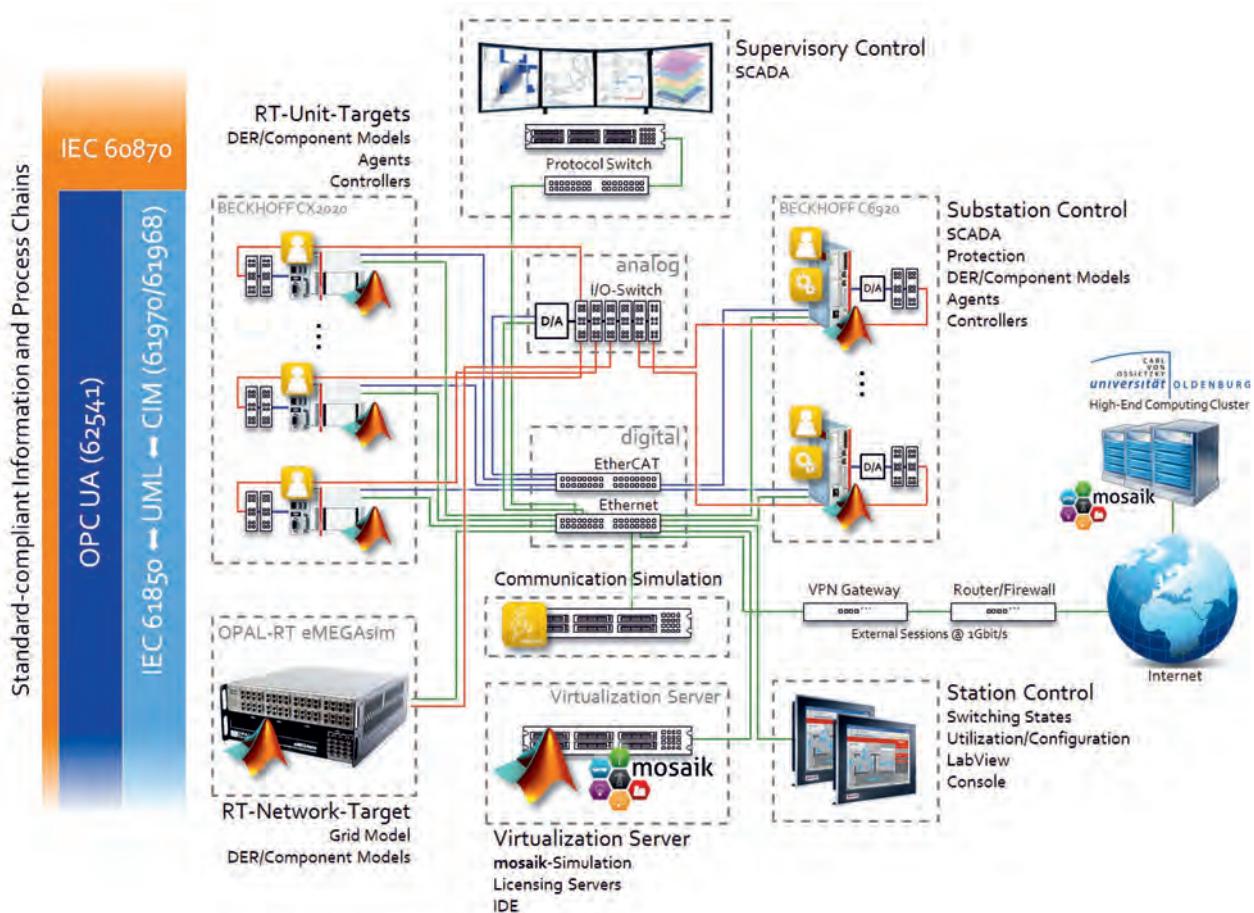 Standard-compliant Information and Process Chains
IEC 60870
OPC UA (62541)
IEC 61850 ⬌ UML ⬌ CIM (61970/61968)
Supervisory Control
SCADA
Protocol Switch
RT-Unit-Targets
DER/Component Models
Agents
Controllers
BECKHOFF CX2020
analog
I/O-Switch
D/A
digital
EtherCAT
Ethernet
BECKHOFF C6920
D/A
D/A
Substation Control
SCADA
Protection
DER/Component Models
Agents
Controllers
CARL
VON
OSSIETZKY
universität OLDENBURG
High-End Computing Cluster
mosaik
Internet
Communication Simulation
VPN Gateway
Router/Firewall
External Sessions @ 1Gbit/s
OPAL-RT eMEGAsim
RT-Network-Target
Grid Model
DER/Component Models
Virtualization Server
mosaik
Virtualization Server
mosaik-Simulation
Licensing Servers
IDE
Station Control
Switching States
Utilization/Configuration
LabView
Console